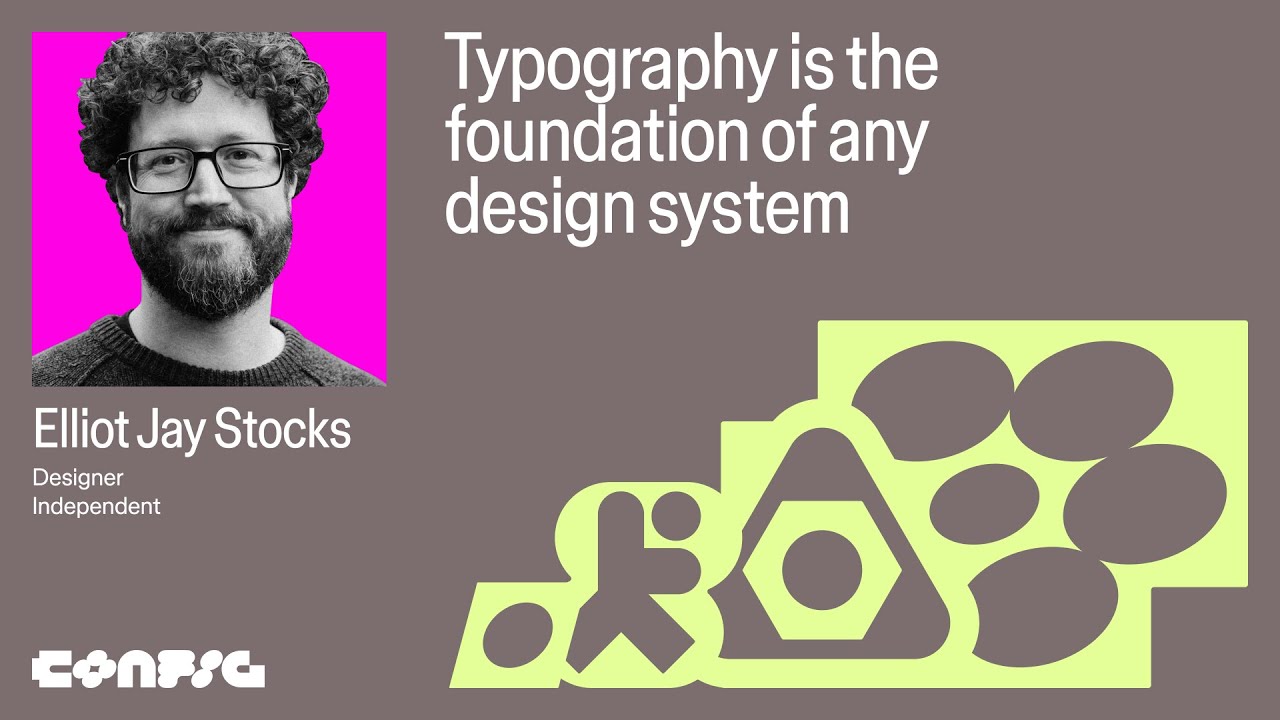 Typography is the
foundation of any
design system
Elliot Jay Stocks
Designer
Independent
CONFIG